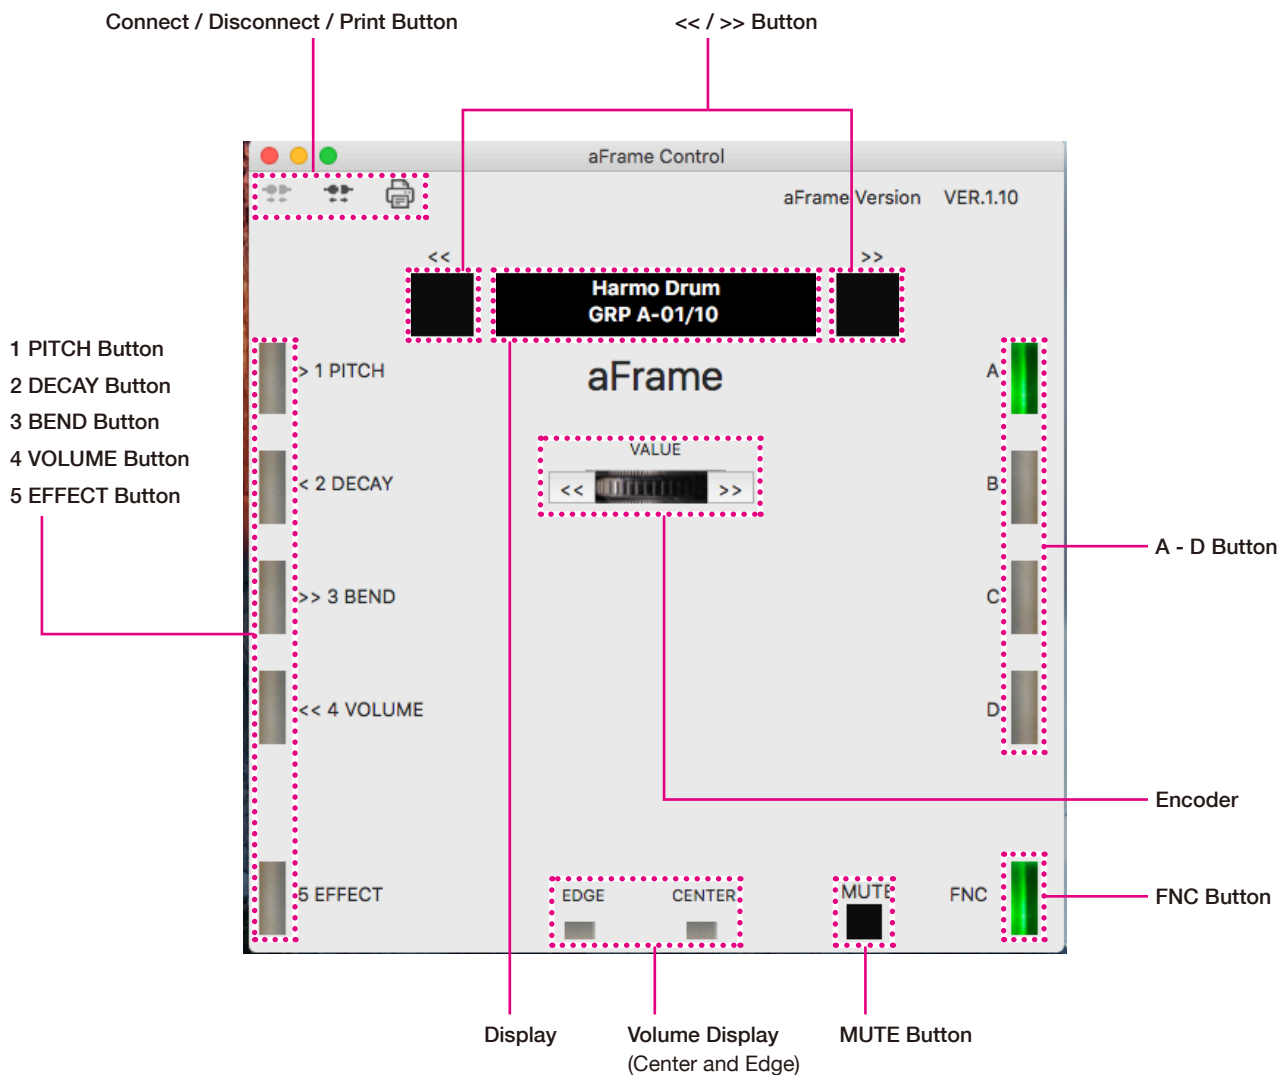 Connect / Disconnect / Print Button
<< / >> Button
aFrame Control
aFrame Version VER.1.10
<<
>>
Harmo Drum
GRP A-01/10
1 PITCH Button
2 DECAY Button
3 BEND Button
4 VOLUME Button
5 EFFECT Button
> 1 PITCH
aFrame
A
VALUE
< 2 DECAY
<< >>
B
A - D Button
>> 3 BEND
C
<< 4 VOLUME
D
Encoder
5 EFFECT
EDGE
CENTER
MUTE
FNC
FNC Button
Display
Volume Display
(Center and Edge)
MUTE Button